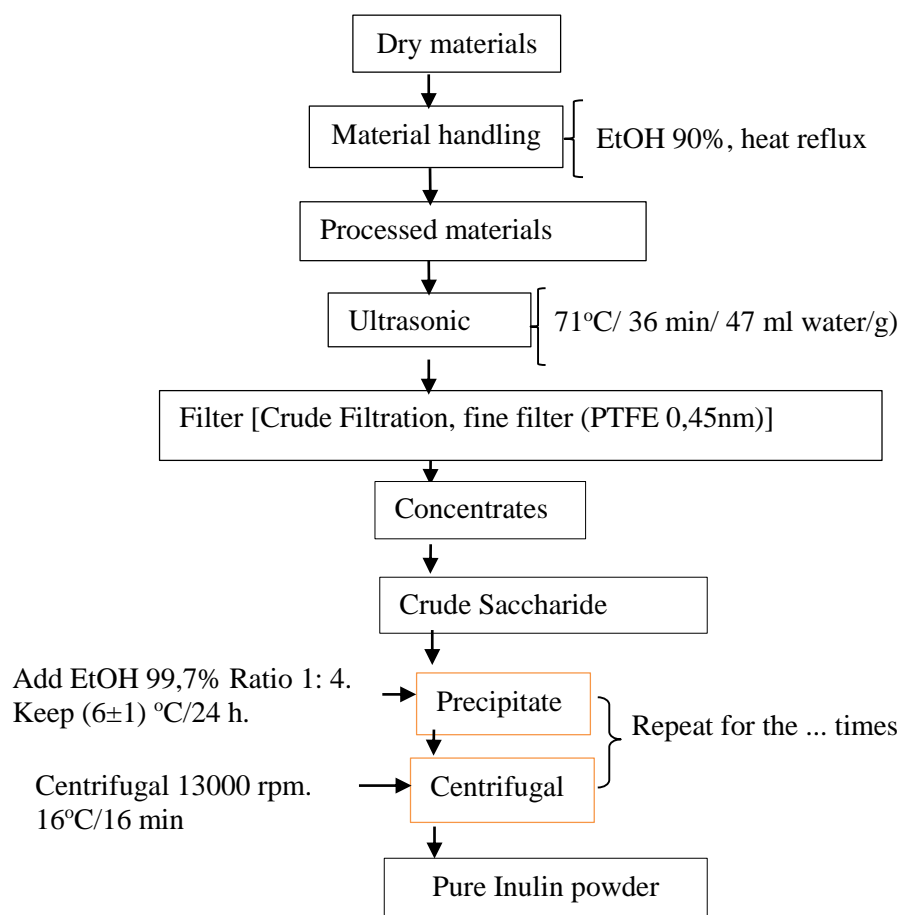 Dry materials
Material handling
EtOH 90%, heat reflux
Processed materials
Ultrasonic
71°C/ 36 min/ 47 ml water/g)
Filter [Crude Filtration, fine filter (PTFE 0,45nm)]
Concentrates
Crude Saccharide
Add EtOH 99,7% Ratio 1: 4.
Keep (6±1) °C/24 h.
Precipitate
Repeat for the ... times
Centrifugal 13000 rpm.
16°C/16 min
Centrifugal
Pure Inulin powder